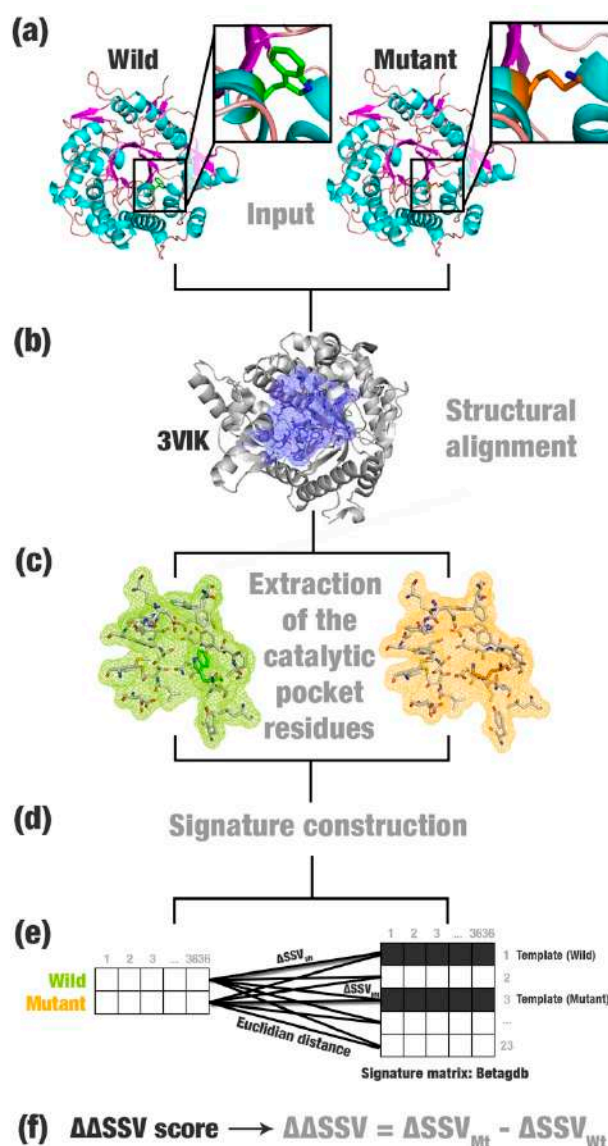 (a)
Wild
Mutant
Input
(b)
3VIK
Structural
alignment
(c)
Extraction
of the
catalytic
pocket
residues
(d)
Signature construction
(e)
1 2 3 ... 3636
Wild
Mutant
ΔSSV
ΔSSV
Euclidian distance
1 2 3 ... 3636
1 Template (Wild)
2
3 Template (Mutant)
...
23
Signature matrix: Betagdb
(f) ΔΔSSV score → ΔΔSSV = ΔSSVMt - ΔSSVWt